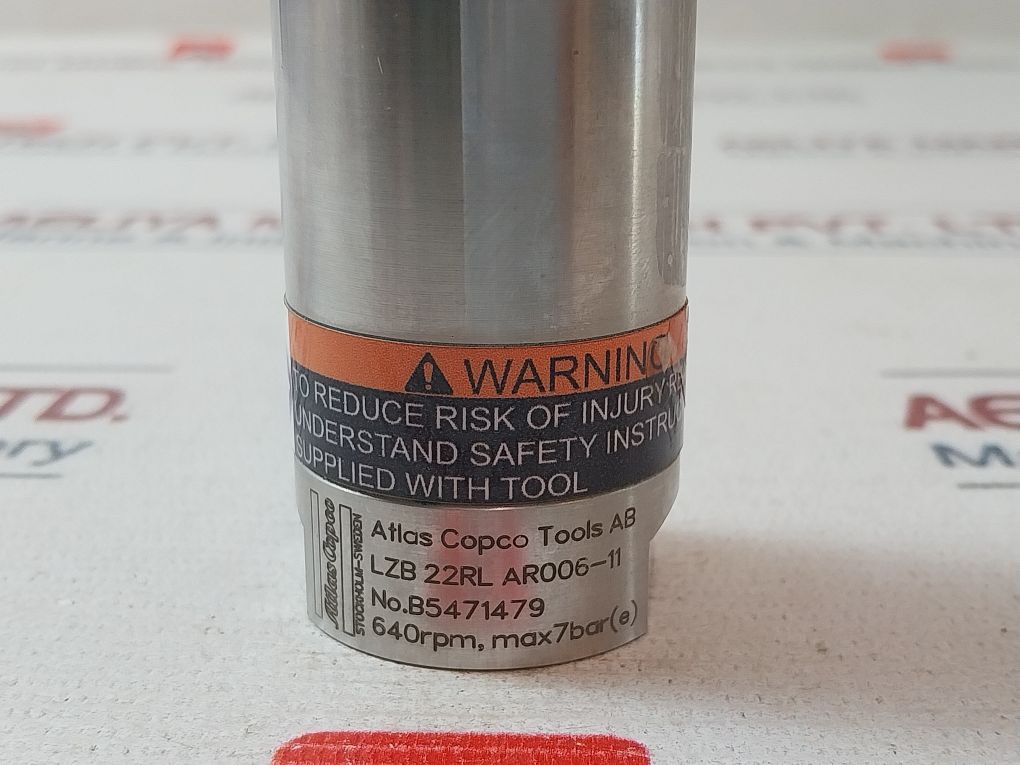 WARNING
TO REDUCE RISK OF INJURY
UNDERSTAND SAFETY
SUPPLIED WITH TOOL
Atlas Copco
STOCKHOLM-SWEDEN
Atlas Copco Tools AB
LZB 22RL AR006-11
No.B5471479
640rpm, max7bar(e)
TD.